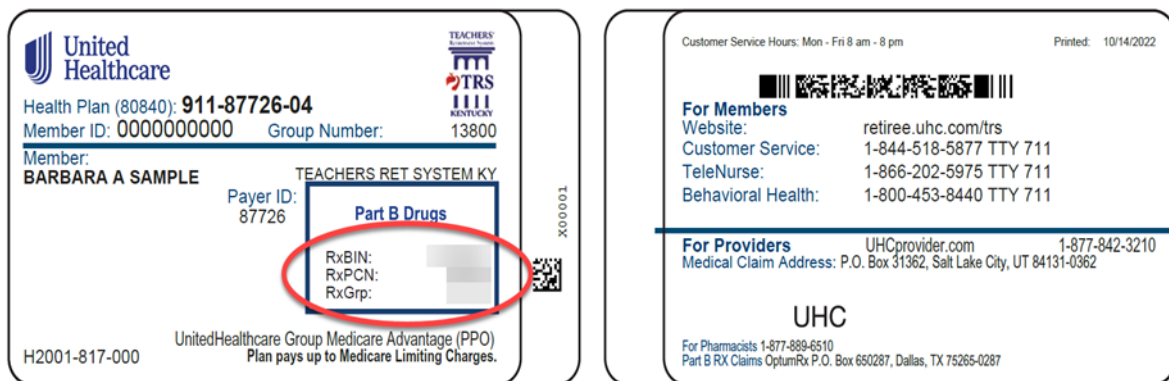 United
Healthcare
TEACHERS'
Retirement System
TRS
KENTUCKY
Health Plan (80840): 911-87726-04
Member ID: 0000000000 Group Number: 13800
Member:
BARBARA A SAMPLE
TEACHERS RET SYSTEM KY
Payer ID:
87726
Part B Drugs
RxBIN:
RxPCN:
RxGrp:
X00001
UnitedHealthcare Group Medicare Advantage (PPO)
H2001-817-000 Plan pays up to Medicare Limiting Charges.
Customer Service Hours: Mon - Fri 8 am - 8 pm Printed: 10/14/2022
For Members
Website: retiree.uhc.com/trs
Customer Service: 1-844-518-5877 TTY 711
TeleNurse: 1-866-202-5975 TTY 711
Behavioral Health: 1-800-453-8440 TTY 711
For Providers UHCprovider.com 1-877-842-3210
Medical Claim Address: P.O. Box 31362, Salt Lake City, UT 84131-0362
UHC
For Pharmacists 1-877-889-6510
Part B RX Claims OptumRx P.O. Box 650287, Dallas, TX 75265-0287